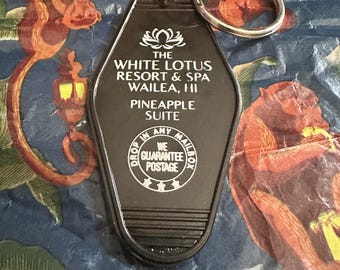 THE
WHITE LOTUS
RESORT & SPA
WAILEA, HI
PINEAPPLE
SUITE
DROP IN ANY MAILBOX
WE
GUARANTEE
POSTAGE